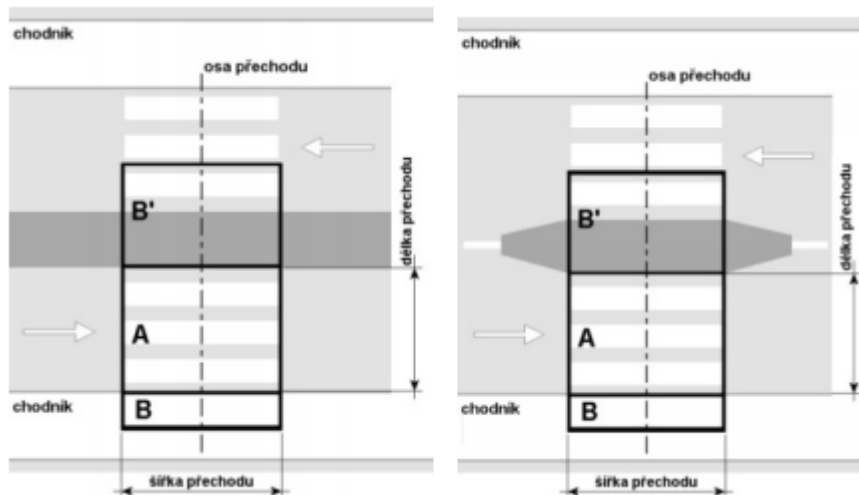 chodník
osa přechodu
B'
délka přechodu
A
chodník
B
šířka přechodu
chodník
osa přechodu
B'
délka přechodu
A
chodník
B
šířka přechodu